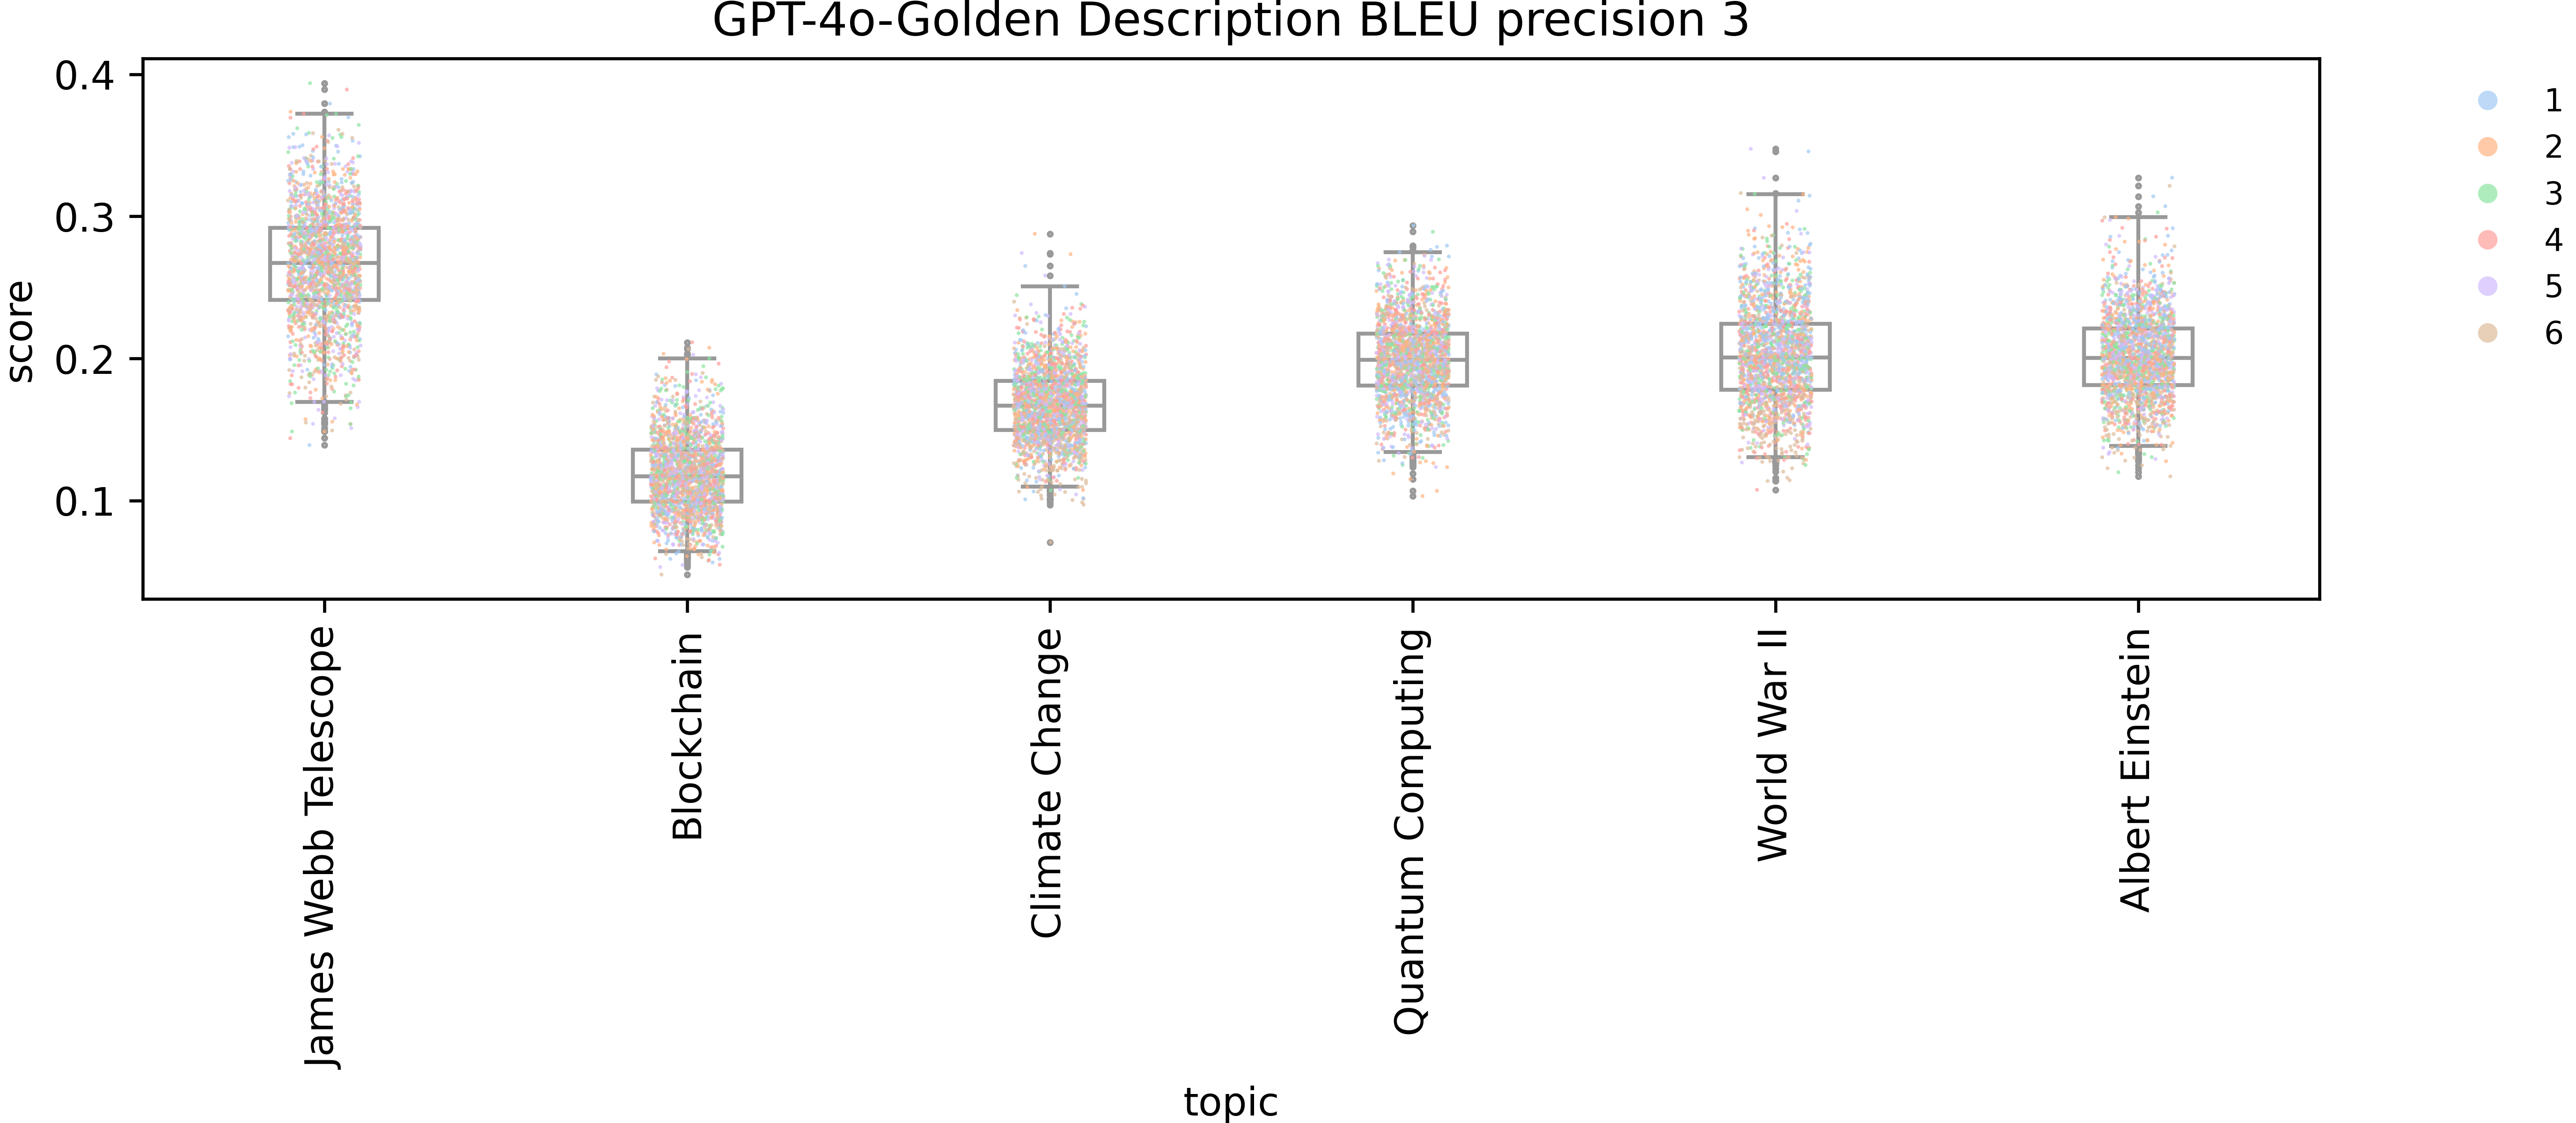 GPT-4o-Golden Description BLEU precision 3
score
0.4
0.3
0.2
0.1
James Webb Telescope
Blockchain
Climate Change
Quantum Computing
World War II
Albert Einstein
topic
1
2
3
4
5
6